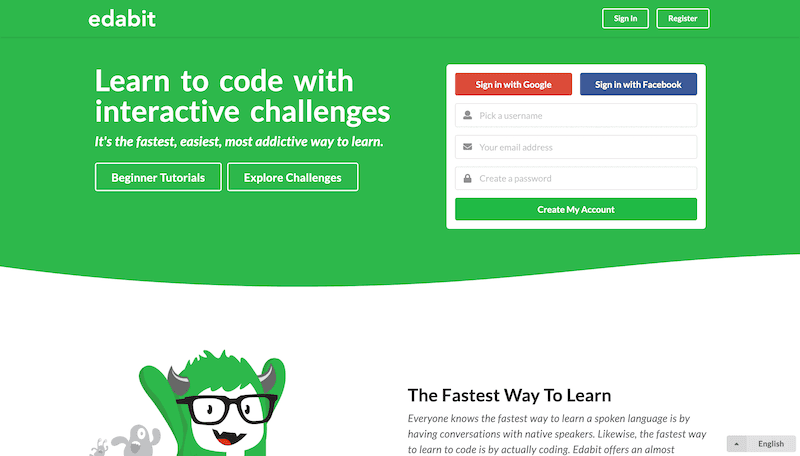 edabit
Sign In
Register
Learn to code with
interactive challenges
It's the fastest, easiest, most addictive way to learn.
Beginner Tutorials
Explore Challenges
Sign in with Google
Sign in with Facebook
Pick a username
Your email address
Create a password
Create My Account
The Fastest Way To Learn
Everyone knows the fastest way to learn a spoken language is by
having conversations with native speakers. Likewise, the fastest way
to learn to code is by actually coding. Edabit offers an almost
English